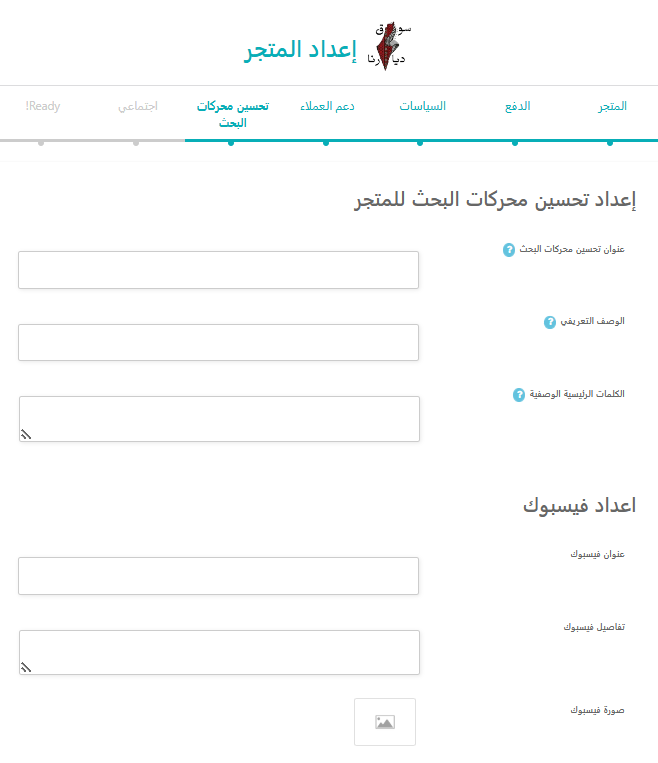 سوق
ديارنا
إعداد المتجر
المتجر
الدفع
السياسات
دعم العملاء
تحسين محركات
البحث
اجتماعي
Ready!
إعداد تحسين محركات البحث للمتجر
عنوان تحسين محركات البحث ?
الوصف التعريفي ?
الكلمات الرئيسية الوصفية ?
اعداد فيسبوك
عنوان فيسبوك
تفاصيل فيسبوك
صورة فيسبوك